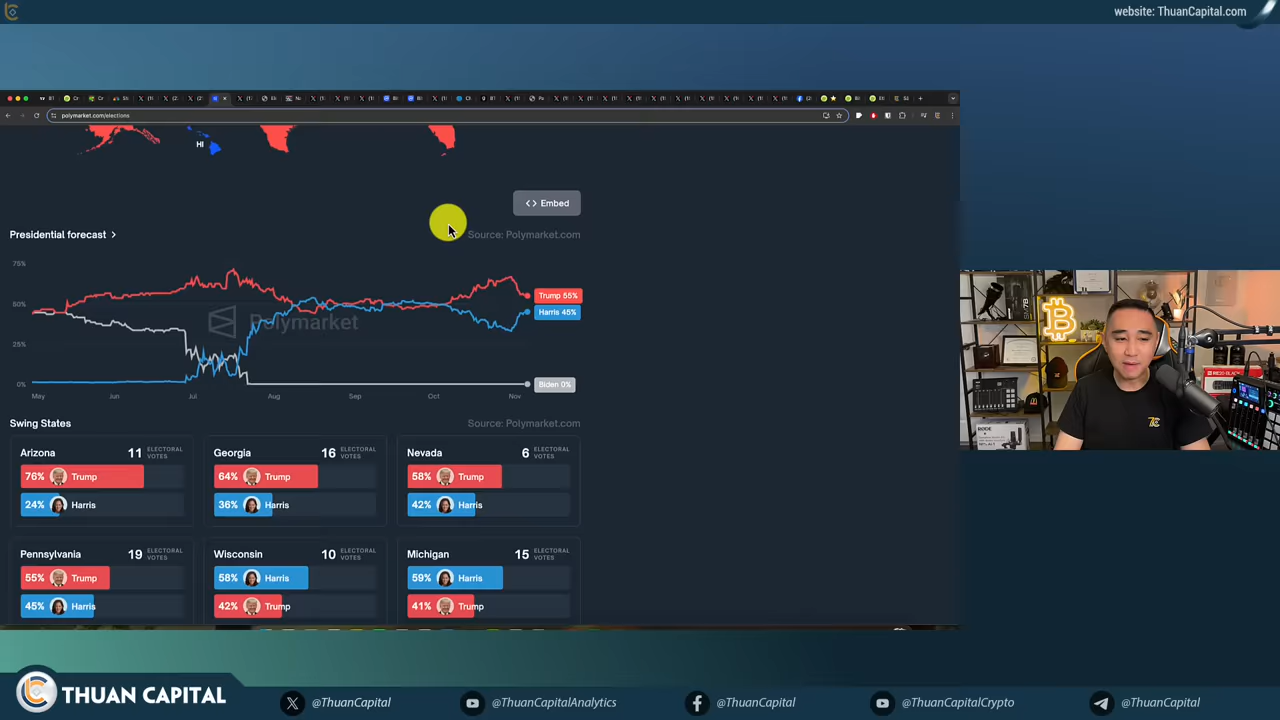 website: ThuanCapital.com
polymarket.com/elections
HI
<> Embed
Presidential forecast >
Source: Polymarket.com
75%
50%
25%
0%
Polymarket
Trump 55%
Harris 45%
Biden 0%
May Jun Jul Aug Sep Oct Nov
Swing States
Source: Polymarket.com
Arizona 11 ELECTORAL VOTES
76% Trump
24% Harris
Georgia 16 ELECTORAL VOTES
64% Trump
36% Harris
Nevada 6 ELECTORAL VOTES
58% Trump
42% Harris
Pennsylvania 19 ELECTORAL VOTES
55% Trump
45% Harris
Wisconsin 10 ELECTORAL VOTES
58% Harris
42% Trump
Michigan 15 ELECTORAL VOTES
59% Harris
41% Trump
THUAN CAPITAL
@ThuanCapital
@ThuanCapitalAnalytics
@ThuanCapital
@ThuanCapitalCrypto
@ThuanCapital